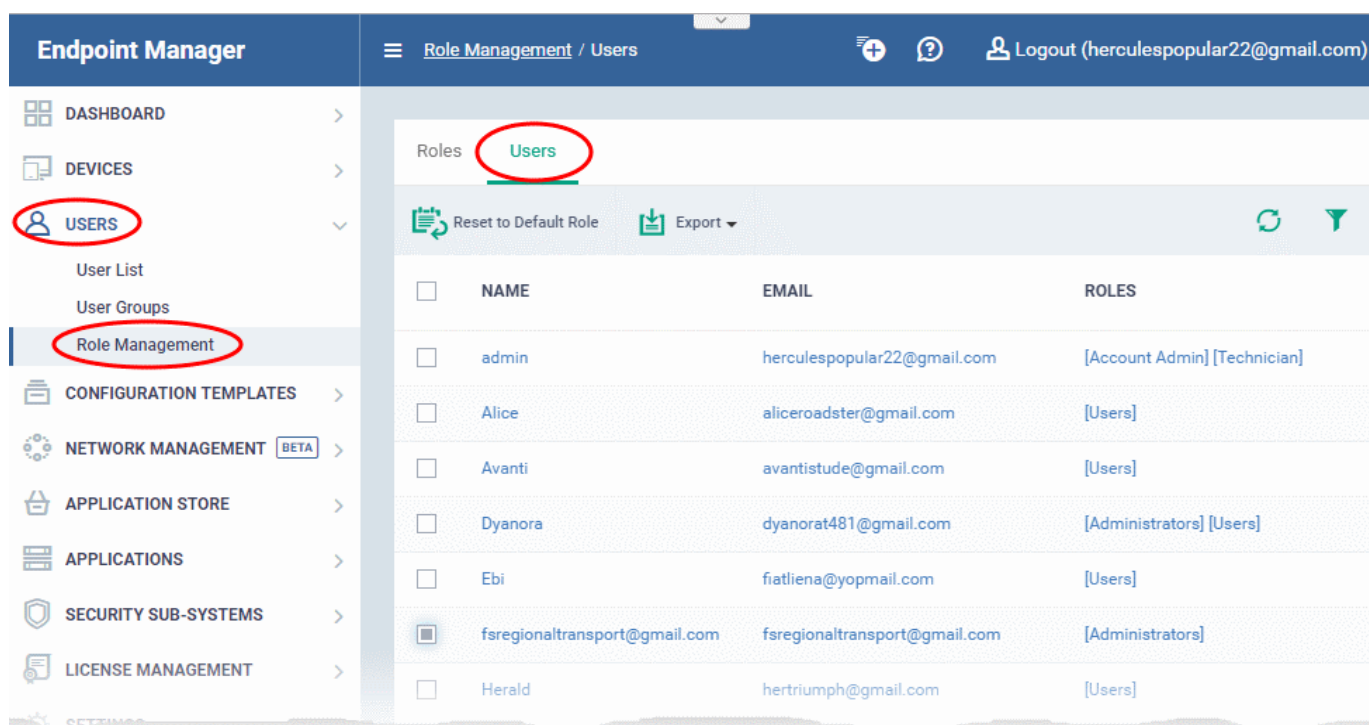 Endpoint Manager
Role Management / Users
Logout (herculespopular22@gmail.com)
DASHBOARD
DEVICES
USERS
User List
User Groups
Role Management
CONFIGURATION TEMPLATES
NETWORK MANAGEMENT BETA
APPLICATION STORE
APPLICATIONS
SECURITY SUB-SYSTEMS
LICENSE MANAGEMENT
SETTINGS
Roles Users
Reset to Default Role Export
NAME EMAIL ROLES
admin herculespopular22@gmail.com [Account Admin] [Technician]
Alice aliceroadster@gmail.com [Users]
Avanti avantistude@gmail.com [Users]
Dyanora dyanorat481@gmail.com [Administrators] [Users]
Ebi fiatliena@yopmail.com [Users]
fsregionaltransport@gmail.com fsregionaltransport@gmail.com [Administrators]
Herald hertriumph@gmail.com [Users]